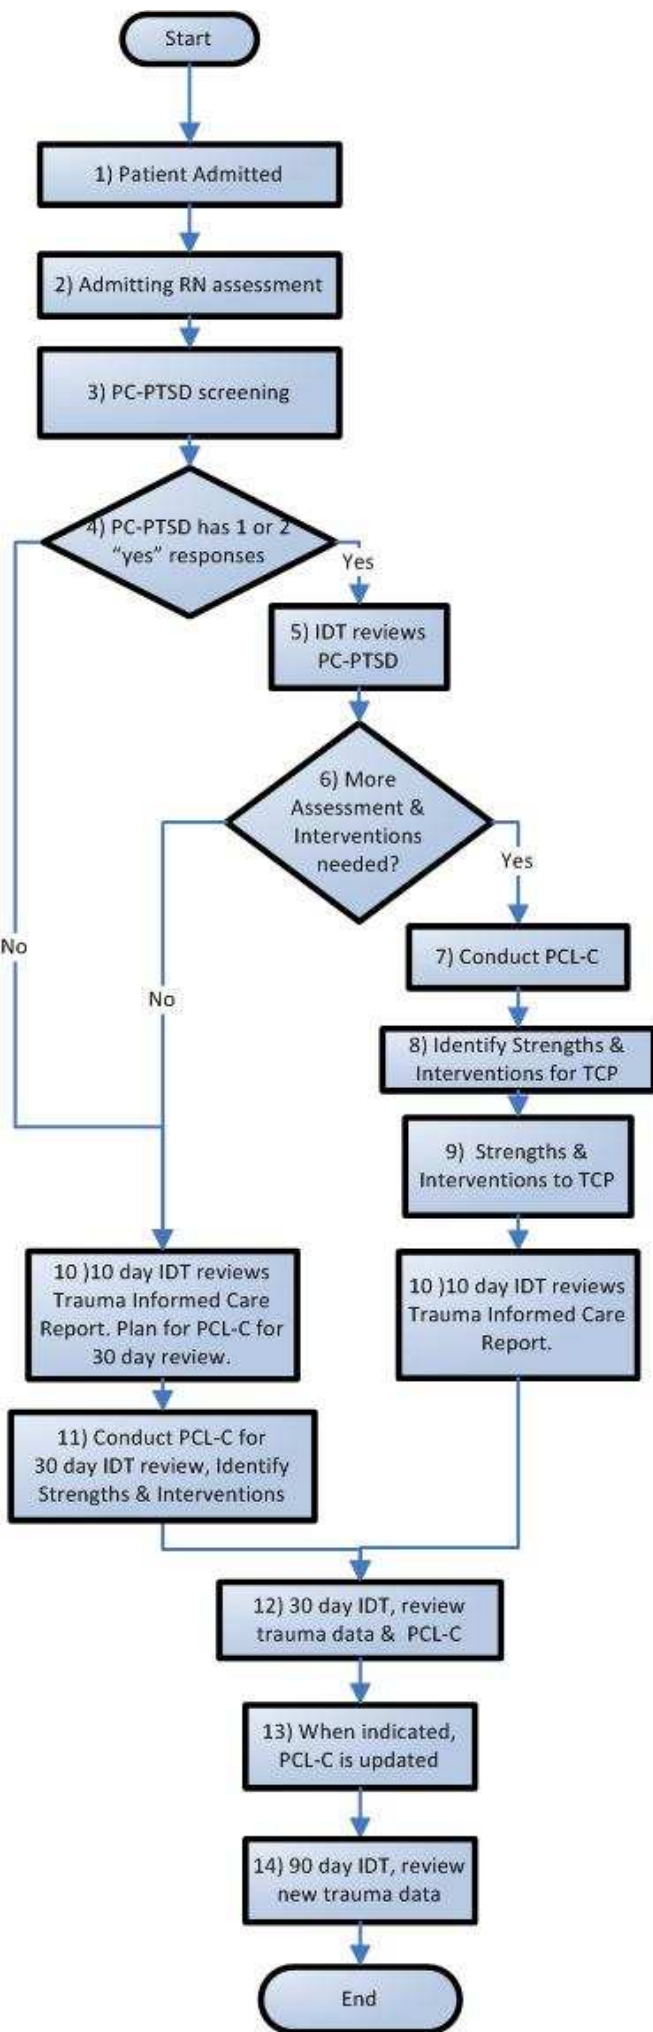 Start
1) Patient Admitted
2) Admitting RN assessment
3) PC-PTSD screening
4) PC-PTSD has 1 or 2
“yes” responses
Yes
5) IDT reviews
PC-PTSD
6) More
Assessment &
Interventions
needed?
Yes
No
7) Conduct PCL-C
No
8) Identify Strengths &
Interventions for TCP
9) Strengths &
Interventions to TCP
10 )10 day IDT reviews
Trauma Informed Care
Report. Plan for PCL-C for
30 day review.
10 )10 day IDT reviews
Trauma Informed Care
Report.
11) Conduct PCL-C for
30 day IDT review, Identify
Strengths & Interventions
12) 30 day IDT, review
trauma data & PCL-C
13) When indicated,
PCL-C is updated
14) 90 day IDT, review
new trauma data
End